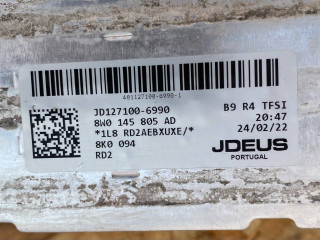 401127100-6990-1
JD127100-6990
B9 R4 TFSI
8W0 145 805 AD
20:47
*1L8 RD2AEBXUXE/*
24/02/22
8K0 094
RD2
JDEUS
PORTUGAL